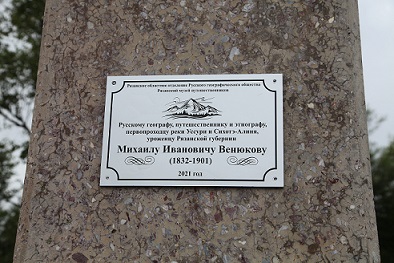 Рязанское областное отделение Русского географического общества
Рязанский музей путешественников
Русскому географу, путешественнику и этнографу,
первопроходцу реки Уссури и Сихотэ-Алиня,
уроженцу Рязанской губернии
Михаилу Ивановичу Венюкову
(1832-1901)
2021 год